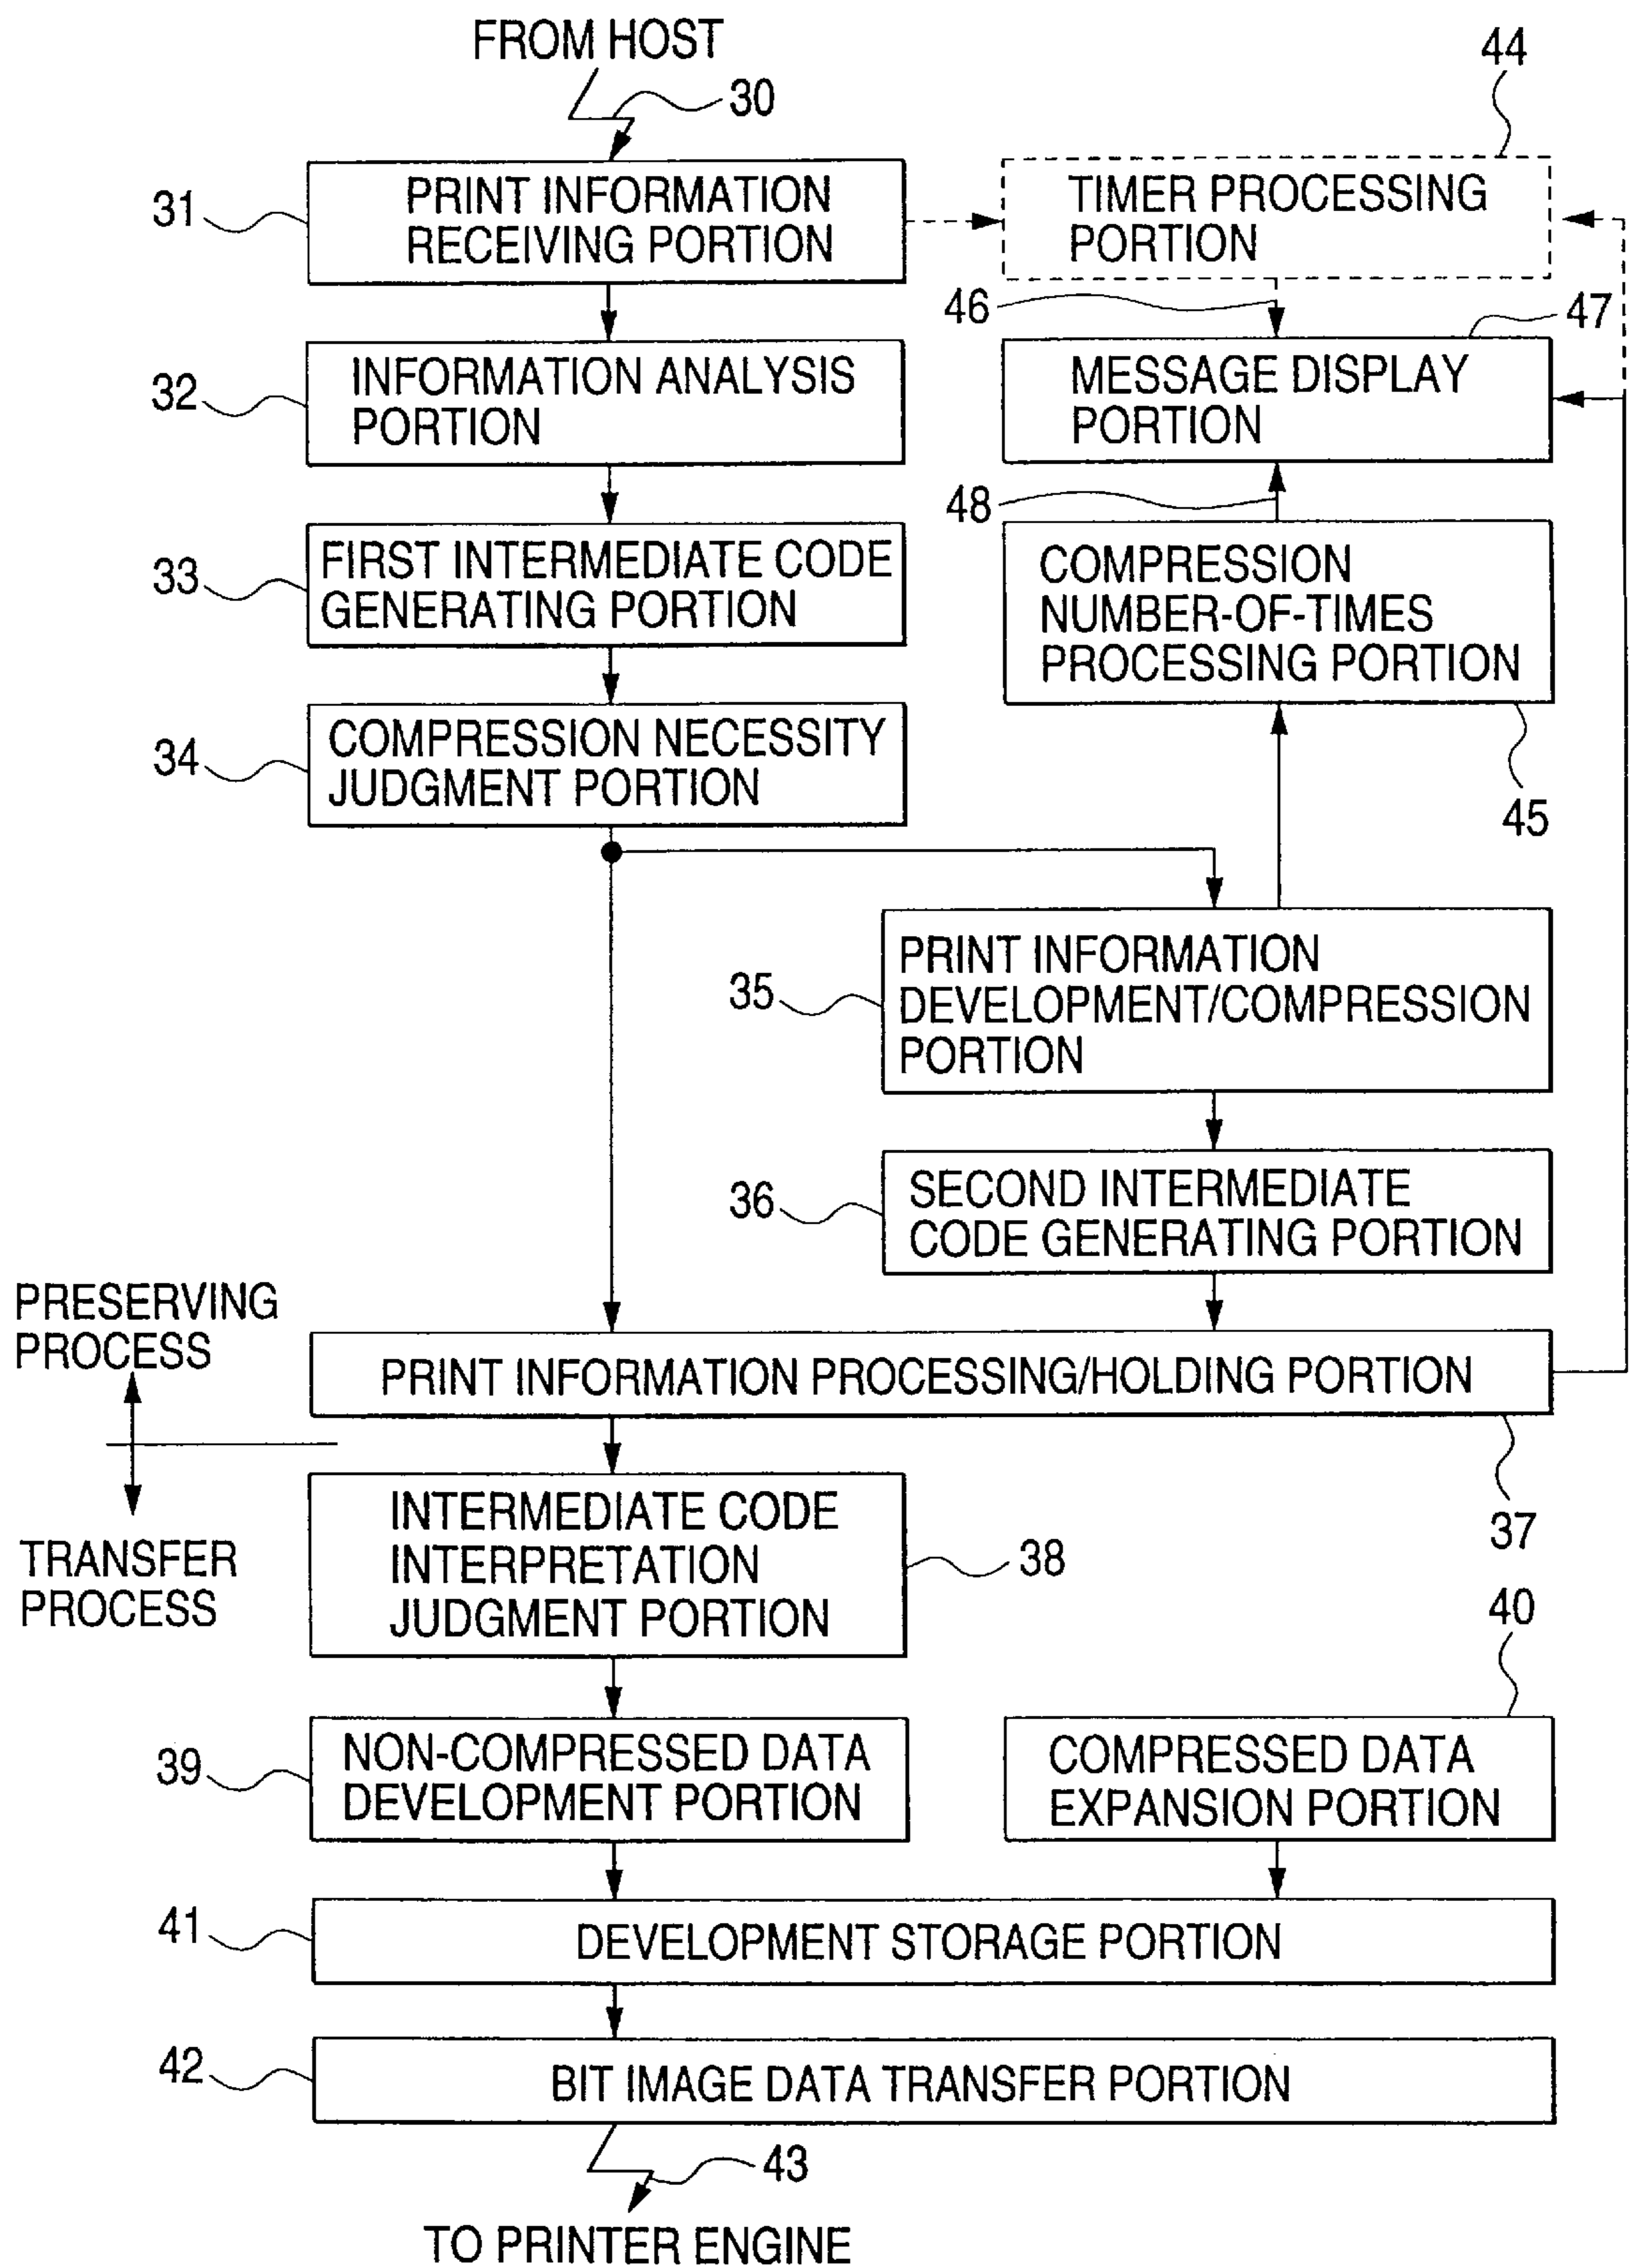 FROM HOST
30
44
31
PRINT INFORMATION
RECEIVING PORTION
TIMER PROCESSING
PORTION
46
47
32
INFORMATION ANALYSIS
PORTION
MESSAGE DISPLAY
PORTION
48
33
FIRST INTERMEDIATE CODE
GENERATING PORTION
COMPRESSION
NUMBER-OF-TIMES
PROCESSING PORTION
34
COMPRESSION NECESSITY
JUDGMENT PORTION
45
35
PRINT INFORMATION
DEVELOPMENT/COMPRESSION
PORTION
36
SECOND INTERMEDIATE
CODE GENERATING PORTION
PRESERVING
PROCESS
PRINT INFORMATION PROCESSING/HOLDING PORTION
37
TRANSFER
PROCESS
INTERMEDIATE CODE
INTERPRETATION
JUDGMENT PORTION
38
40
39
NON-COMPRESSED DATA
DEVELOPMENT PORTION
COMPRESSED DATA
EXPANSION PORTION
41
DEVELOPMENT STORAGE PORTION
42
BIT IMAGE DATA TRANSFER PORTION
43
TO PRINTER ENGINE